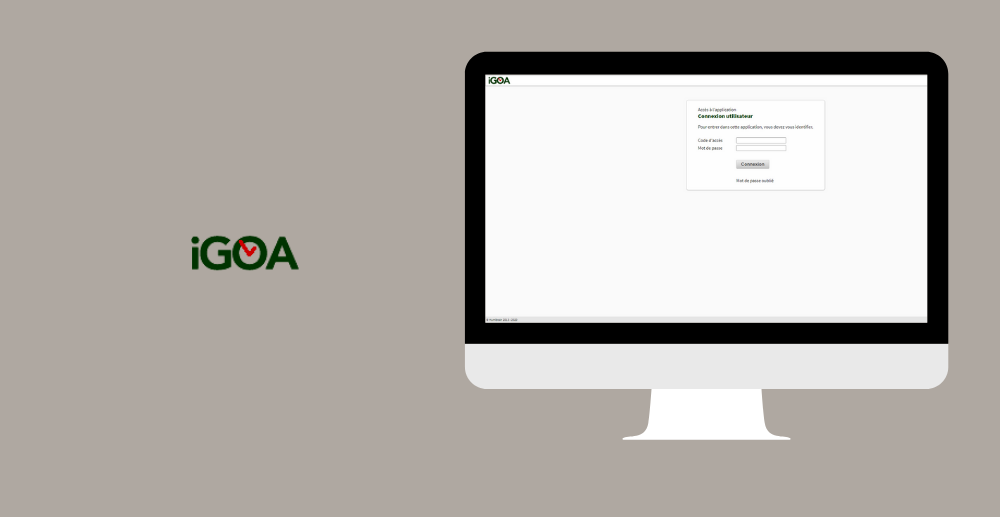 iGOA
iGOA
Accès à l'application
Connexion utilisateur
Pour entrer dans cette application, vous devez vous identifier.
Code d'accès
Mot de passe
Connexion
Mot de passe oublié